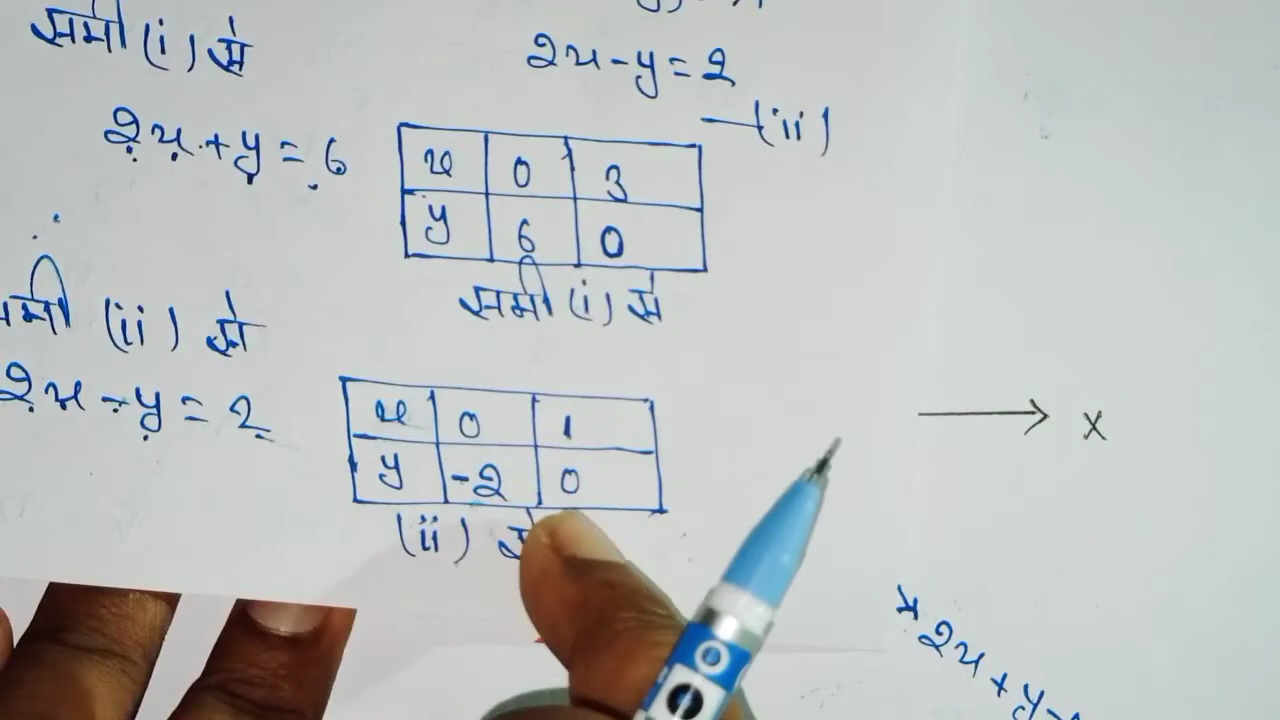 समी (i) से
2x - y = 2
—(ii)
2x + y = 6
x 0 3
y 6 0
समी (i) से
समी (ii) से
2x - y = 2
x 0 1
y -2 0
(ii) से
X
2x + y